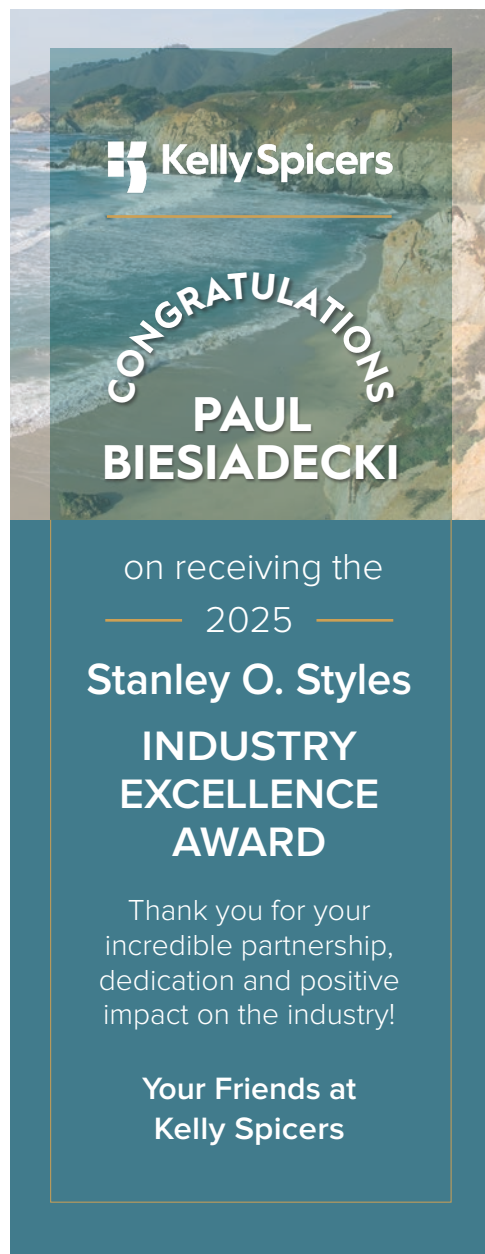 Kelly Spicers
CONGRATULATIONS
PAUL
BIESIADECKI
on receiving the
2025
Stanley O. Styles
INDUSTRY
EXCELLENCE
AWARD
Thank you for your
incredible partnership,
dedication and positive
impact on the industry!
Your Friends at
Kelly Spicers